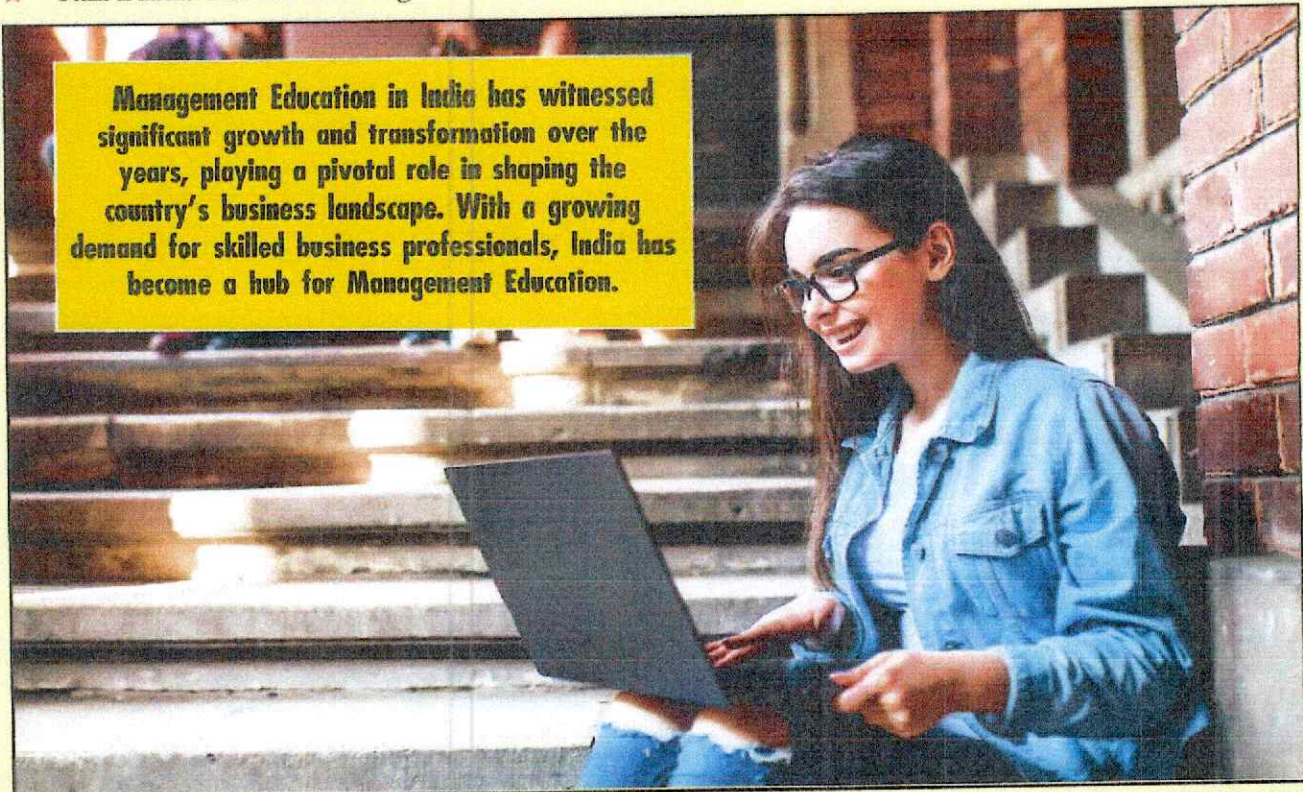 Management Education in India has witnessed
significant growth and transformation over the
years, playing a pivotal role in shaping the
country's business landscape. With a growing
demand for skilled business professionals, India has
become a hub for Management Education.